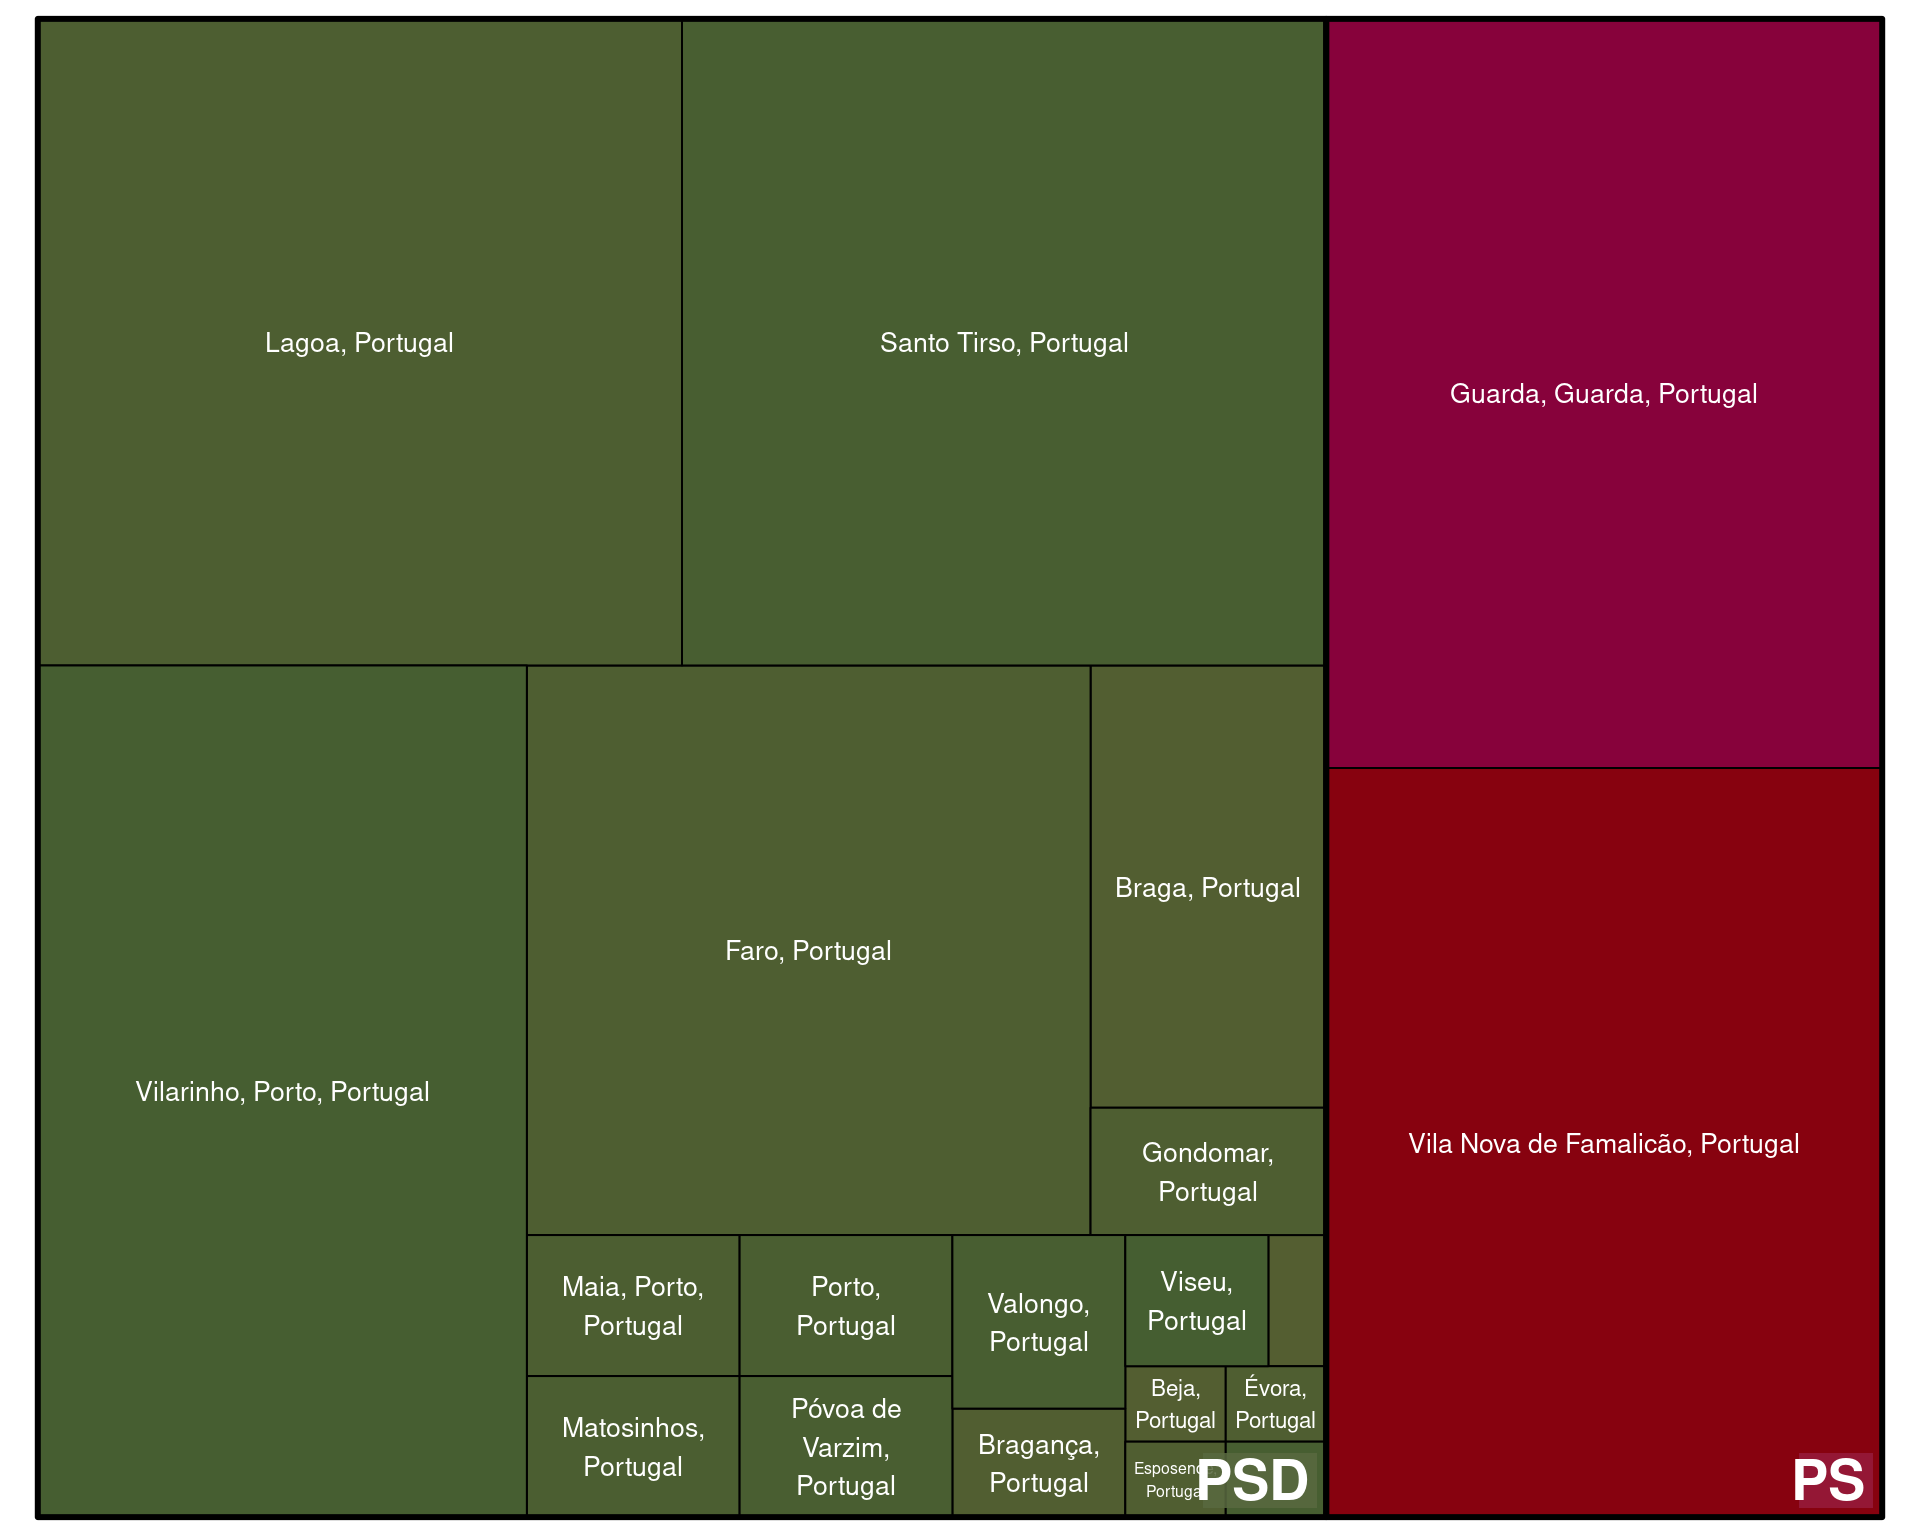 Lagoa, Portugal
Santo Tirso, Portugal
Guarda, Guarda, Portugal
Vilarinho, Porto, Portugal
Faro, Portugal
Braga, Portugal
Gondomar,
Portugal
Vila Nova de Famalicão, Portugal
Maia, Porto,
Portugal
Porto,
Portugal
Valongo,
Portugal
Viseu,
Portugal
Matosinhos,
Portugal
Póvoa de
Varzim,
Portugal
Bragança,
Portugal
Beja,
Portugal
Évora,
Portugal
Esposende,
Portugal
PSD
PS